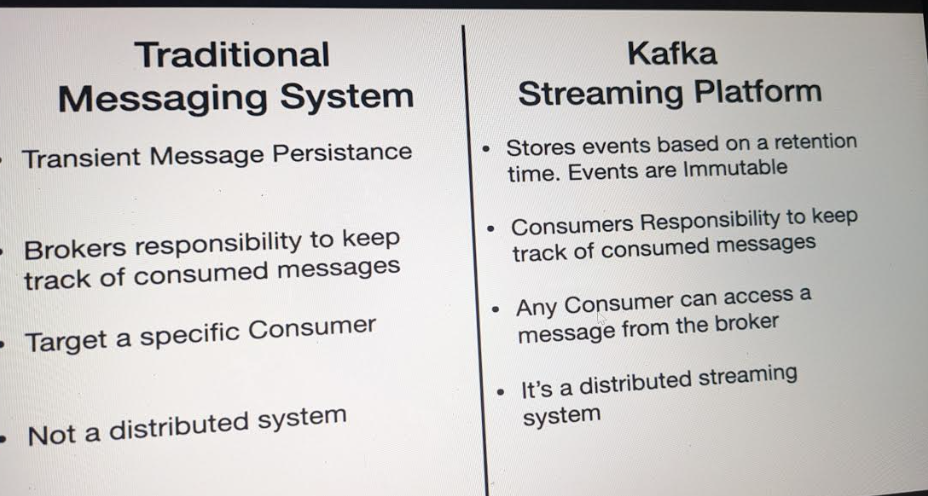 Traditional
Messaging System
• Transient Message Persistance
• Brokers responsibility to keep
track of consumed messages
• Target a specific Consumer
• Not a distributed system
Kafka
Streaming Platform
• Stores events based on a retention
time. Events are Immutable
• Consumers Responsibility to keep
track of consumed messages
• Any Consumer can access a
message from the broker
• It's a distributed streaming
system